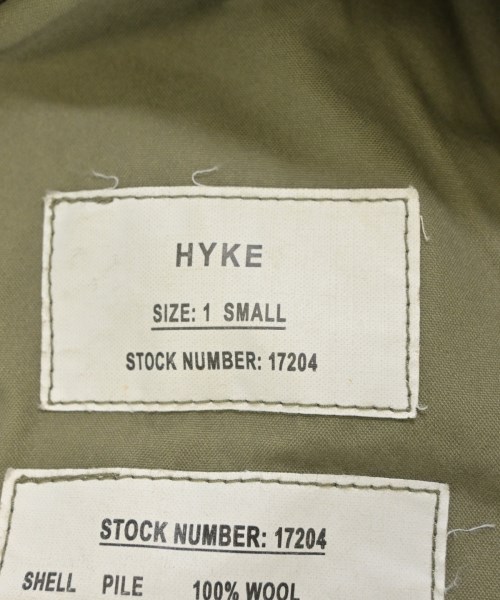 HYKE
SIZE: 1 SMALL
STOCK NUMBER: 17204
STOCK NUMBER: 17204
SHELL PILE 100% WOOL